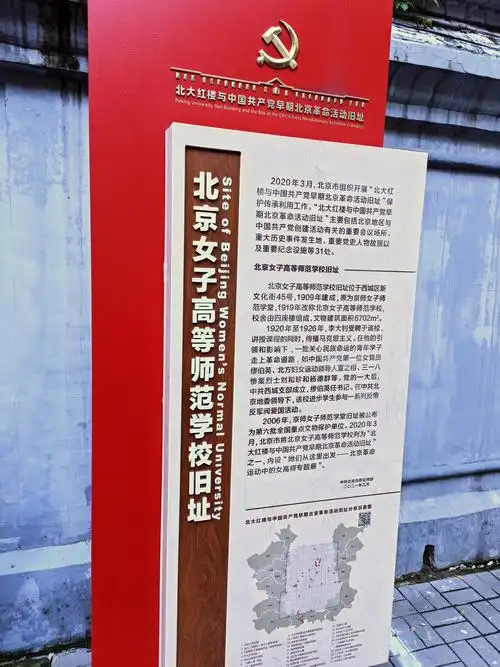 北大红楼与中国共产党早期北京革命活动旧址
Peking University Red Building and the Site of the CPC's Early Revolutionary Activities in Beijing
北京女子高等师范学校旧址
Site of Beijing Women's Normal University
2020年3月，北京市组织开展“北大红
楼与中国共产党早期北京革命活动旧址”保
护传承利用工作。“北大红楼与中国共产党早
期北京革命活动旧址”主要包括北京地区与
中国共产党创建活动有关的重要会议场所、
重大历史事件发生地、重要党史人物故居以
及重要纪念设施等31处。
北京女子高等师范学校旧址
北京女子高等师范学校旧址位于西城区新
文化街45号，1909年建成，原为京师女子师
范学堂，1919年改称北京女子高等师范学校，
校舍由四座楼组成，文物建筑面积6702m²。
1920年至1926年，李大钊受聘于该校，
讲授课程的同时，传播马克思主义。在他的引
领和影响下，一批关心民族命运的青年学子
走上革命道路，如中国共产党第一位女党员
缪伯英、北方妇女运动领导人夏之栩、三一八
惨案烈士刘和珍和杨德群等。党的一大后，
中共西城支部成立，缪伯英任书记。在中共北
京地委领导下，该校进步学生参与一系列反帝
反军阀爱国活动。
2006年，京师女子师范学堂旧址被公布
为第六批全国重点文物保护单位。2020年3
月，北京市将北京女子高等师范学校列为“北
大红楼与中国共产党早期北京革命活动旧址”
之一，内设“她们从这里出发——北京革命
运动中的女高师专题展”。
中共北京市委宣传部
二〇二一年三月
北大红楼与中国共产党早期北京革命活动旧址分布示意图